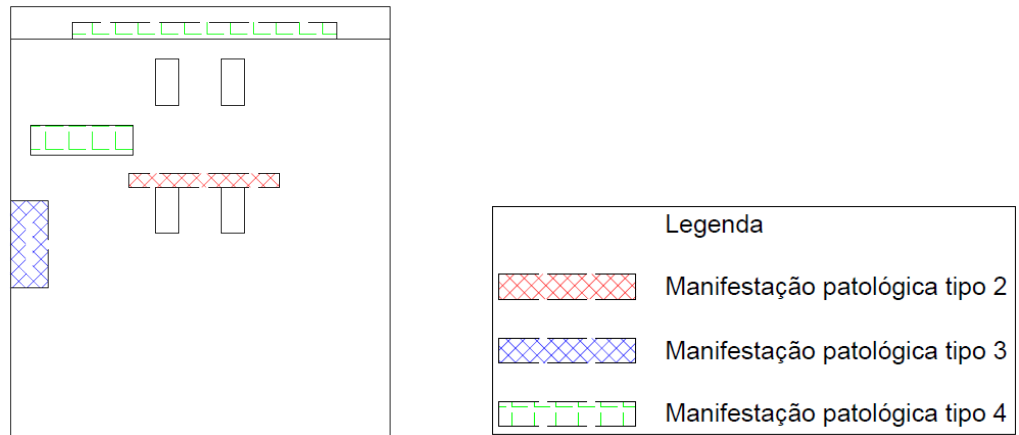 Legenda
Manifestação patológica tipo 2
Manifestação patológica tipo 3
Manifestação patológica tipo 4